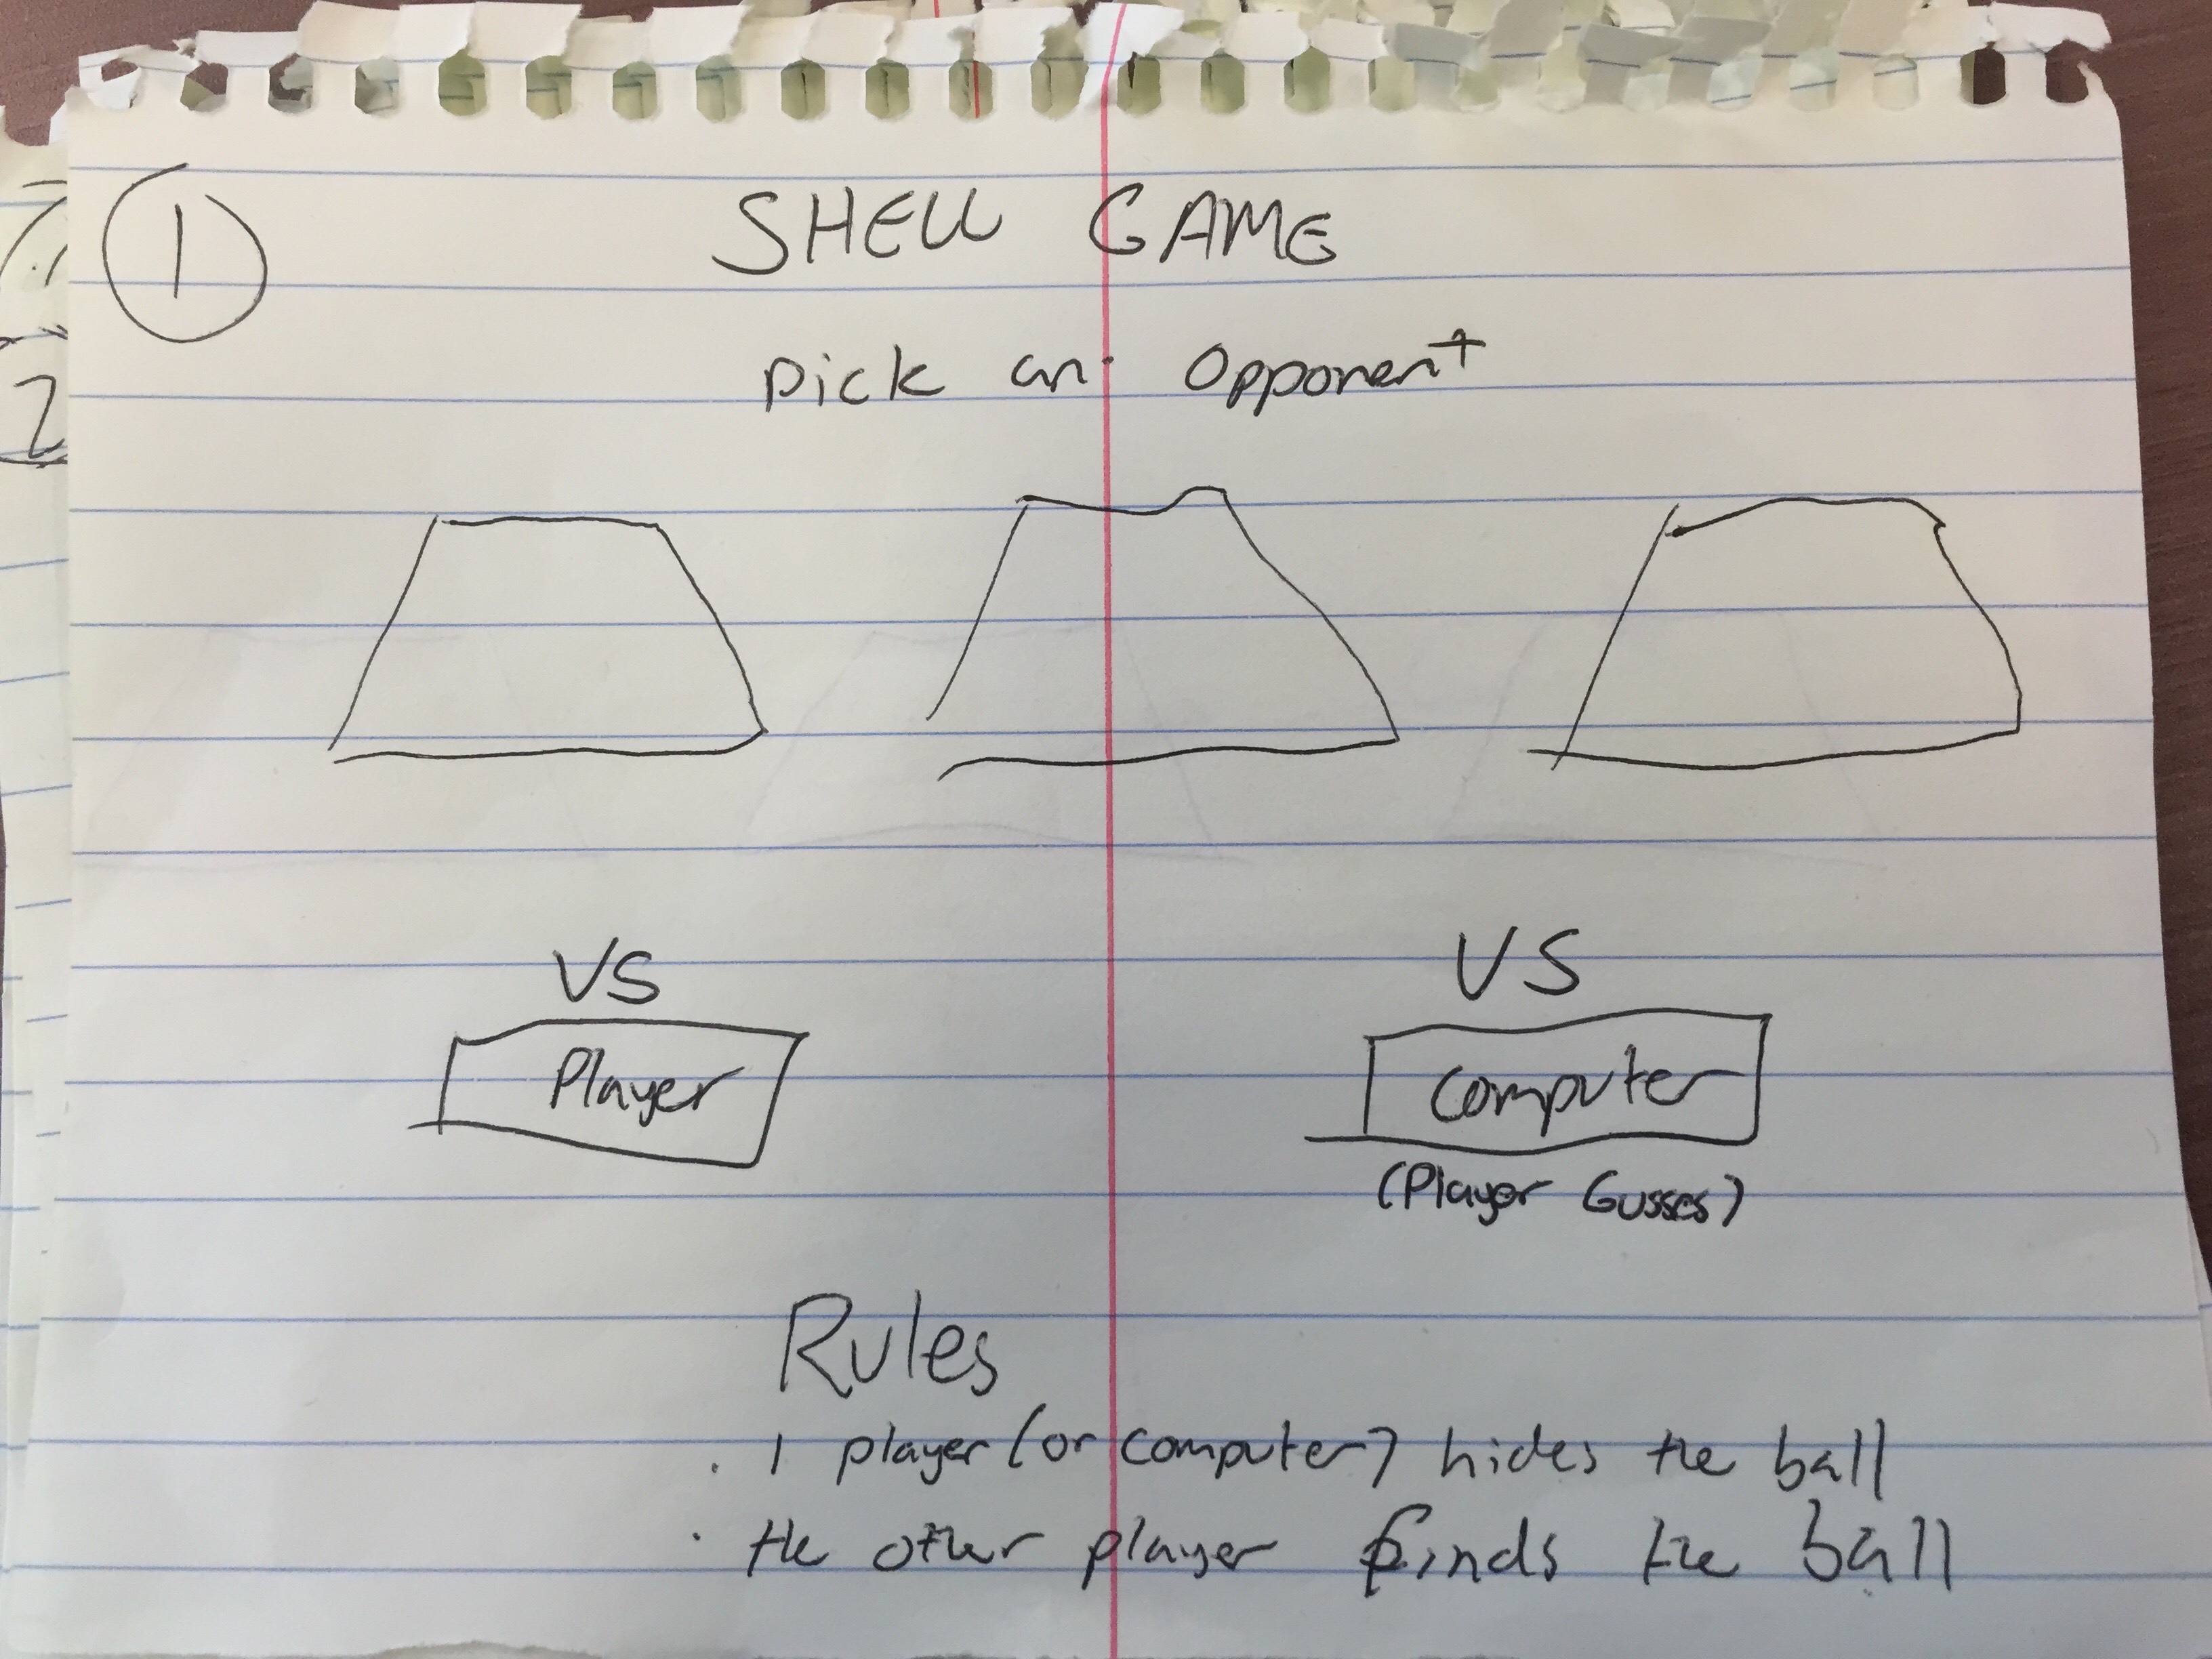 1
SHELL GAME
pick an opponent
2
VS VS
Player Computer
(Player Gusses)
Rules
. 1 player (or computer) hides the ball
. the other player finds the ball